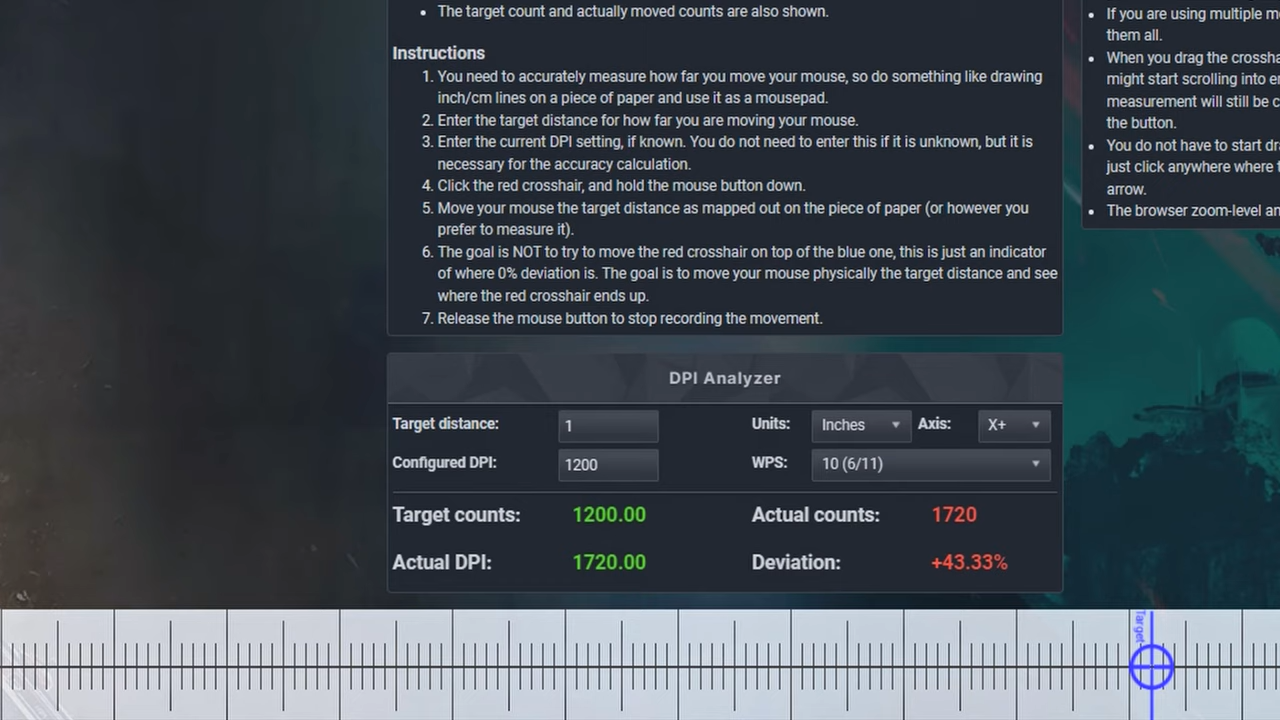 • The target count and actually moved counts are also shown.
Instructions
1. You need to accurately measure how far you move your mouse, so do something like drawing
inch/cm lines on a piece of paper and use it as a mousepad.
2. Enter the target distance for how far you are moving your mouse.
3. Enter the current DPI setting, if known. You do not need to enter this if it is unknown, but it is
necessary for the accuracy calculation.
4. Click the red crosshair, and hold the mouse button down.
5. Move your mouse the target distance as mapped out on the piece of paper (or however you
prefer to measure it).
6. The goal is NOT to try to move the red crosshair on top of the blue one, this is just an indicator
of where 0% deviation is. The goal is to move your mouse physically the target distance and see
where the red crosshair ends up.
7. Release the mouse button to stop recording the movement.
• If you are using multiple
them all.
• When you drag the
might start scrolling into
measurement will still be
the button.
• You do not have to start
just click anywhere where
arrow.
• The browser zoom-level
DPI Analyzer
Target distance: 1 Units: Inches Axis: X+
Configured DPI: 1200 WPS: 10 (6/11)
Target counts: 1200.00 Actual counts: 1720
Actual DPI: 1720.00 Deviation: +43.33%
Target